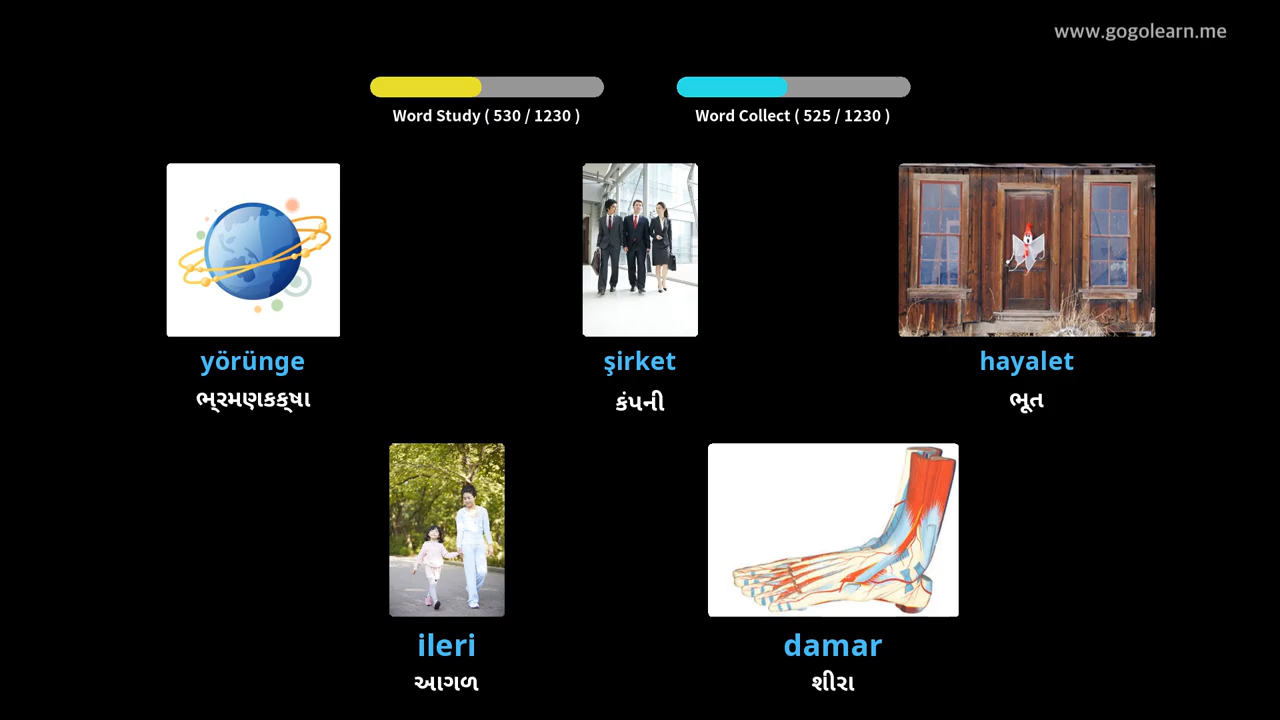 www.gogolearn.me
Word Study ( 530 / 1230 )
Word Collect ( 525 / 1230 )
yörünge
şirket
hayalet
ભ્રમણકક્ષા
કંપની
ભૂત
ileri
damar
આગળ
શીરા